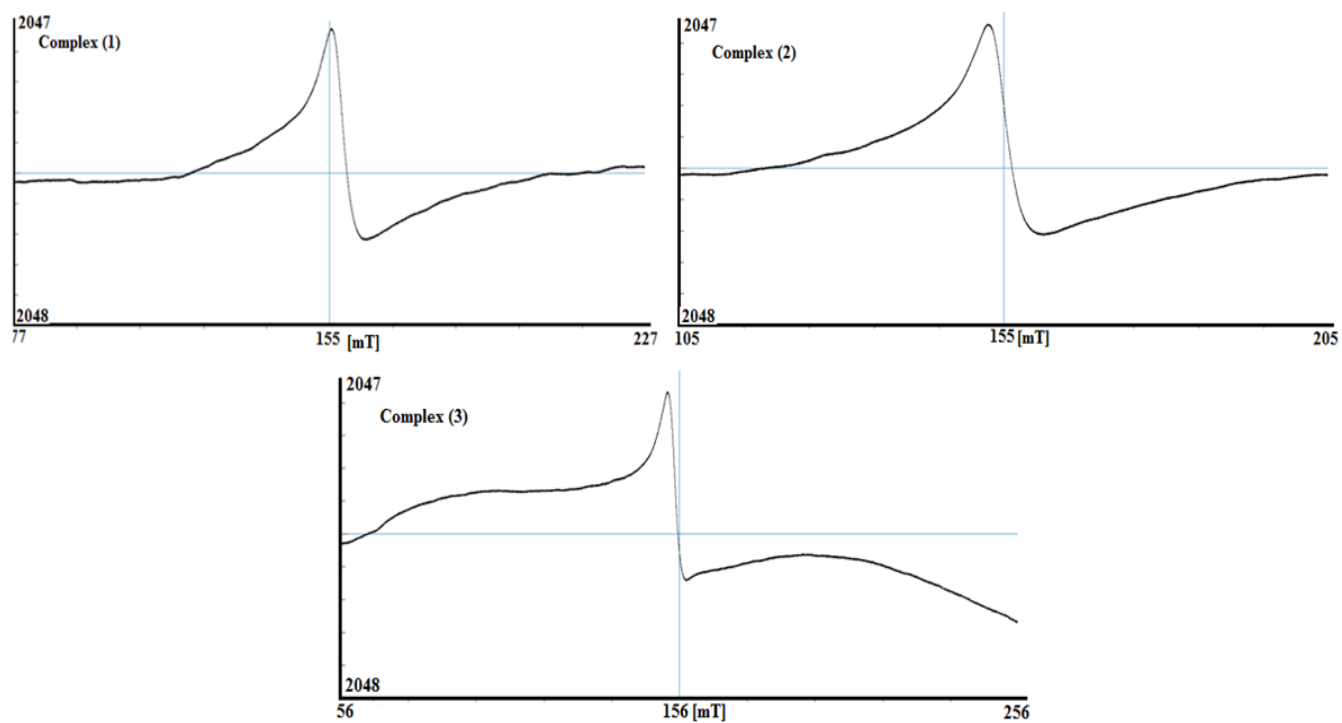 2047
Complex (1)
2048
77
155 [mT]
227
2047
Complex (2)
2048
105
155 [mT]
205
2047
Complex (3)
2048
56
156 [mT]
256